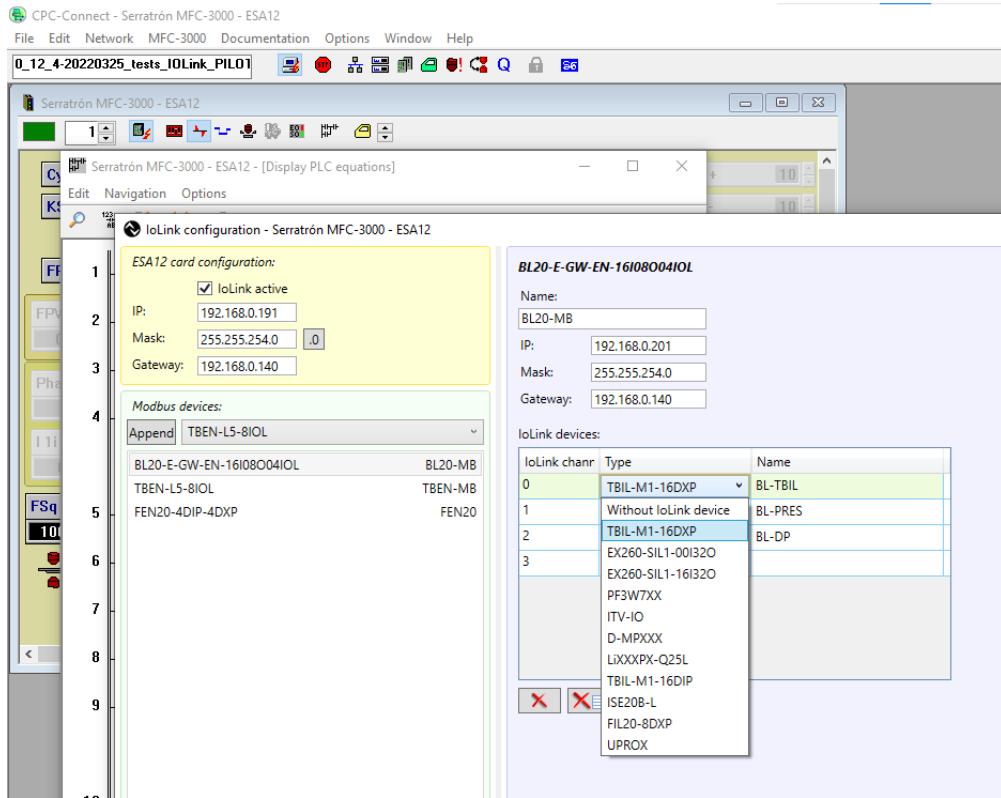 CPC-Connect - Serratrón MFC-3000 - ESA12
File Edit Network MFC-3000 Documentation Options Window Help
0_12_4-20220325_tests_IOLink_PILOT
Serratrón MFC-3000 - ESA12
1
Serratrón MFC-3000 - ESA12 - [Display PLC equations]
10
10
Edit Navigation Options
IoLink configuration - Serratrón MFC-3000 - ESA12
ESA12 card configuration:
IoLink active
IP: 192.168.0.191
Mask: 255.255.254.0 .0
Gateway: 192.168.0.140
Modbus devices:
Append TBEN-L5-8IOL
BL20-E-GW-EN-16I08O04IOL BL20-MB
TBEN-L5-8IOL TBEN-MB
FEN20-4DIP-4DXP FEN20
BL20-E-GW-EN-16I08O04IOL
Name:
BL20-MB
IP: 192.168.0.201
Mask: 255.255.254.0
Gateway: 192.168.0.140
IoLink devices:
IoLink chanr Type Name
0 TBIL-M1-16DXP BL-TBIL
1 BL-PRES
2 BL-DP
3
Without IoLink device
TBIL-M1-16DXP
EX260-SIL1-00I32O
EX260-SIL1-16I32O
PF3W7XX
ITV-IO
D-MPXXX
LiXXXPX-Q25L
TBIL-M1-16DIP
ISE20B-L
FIL20-8DXP
UPROX
1
2
3
4
5
6
7
8
9
FPV
Pha
FSq